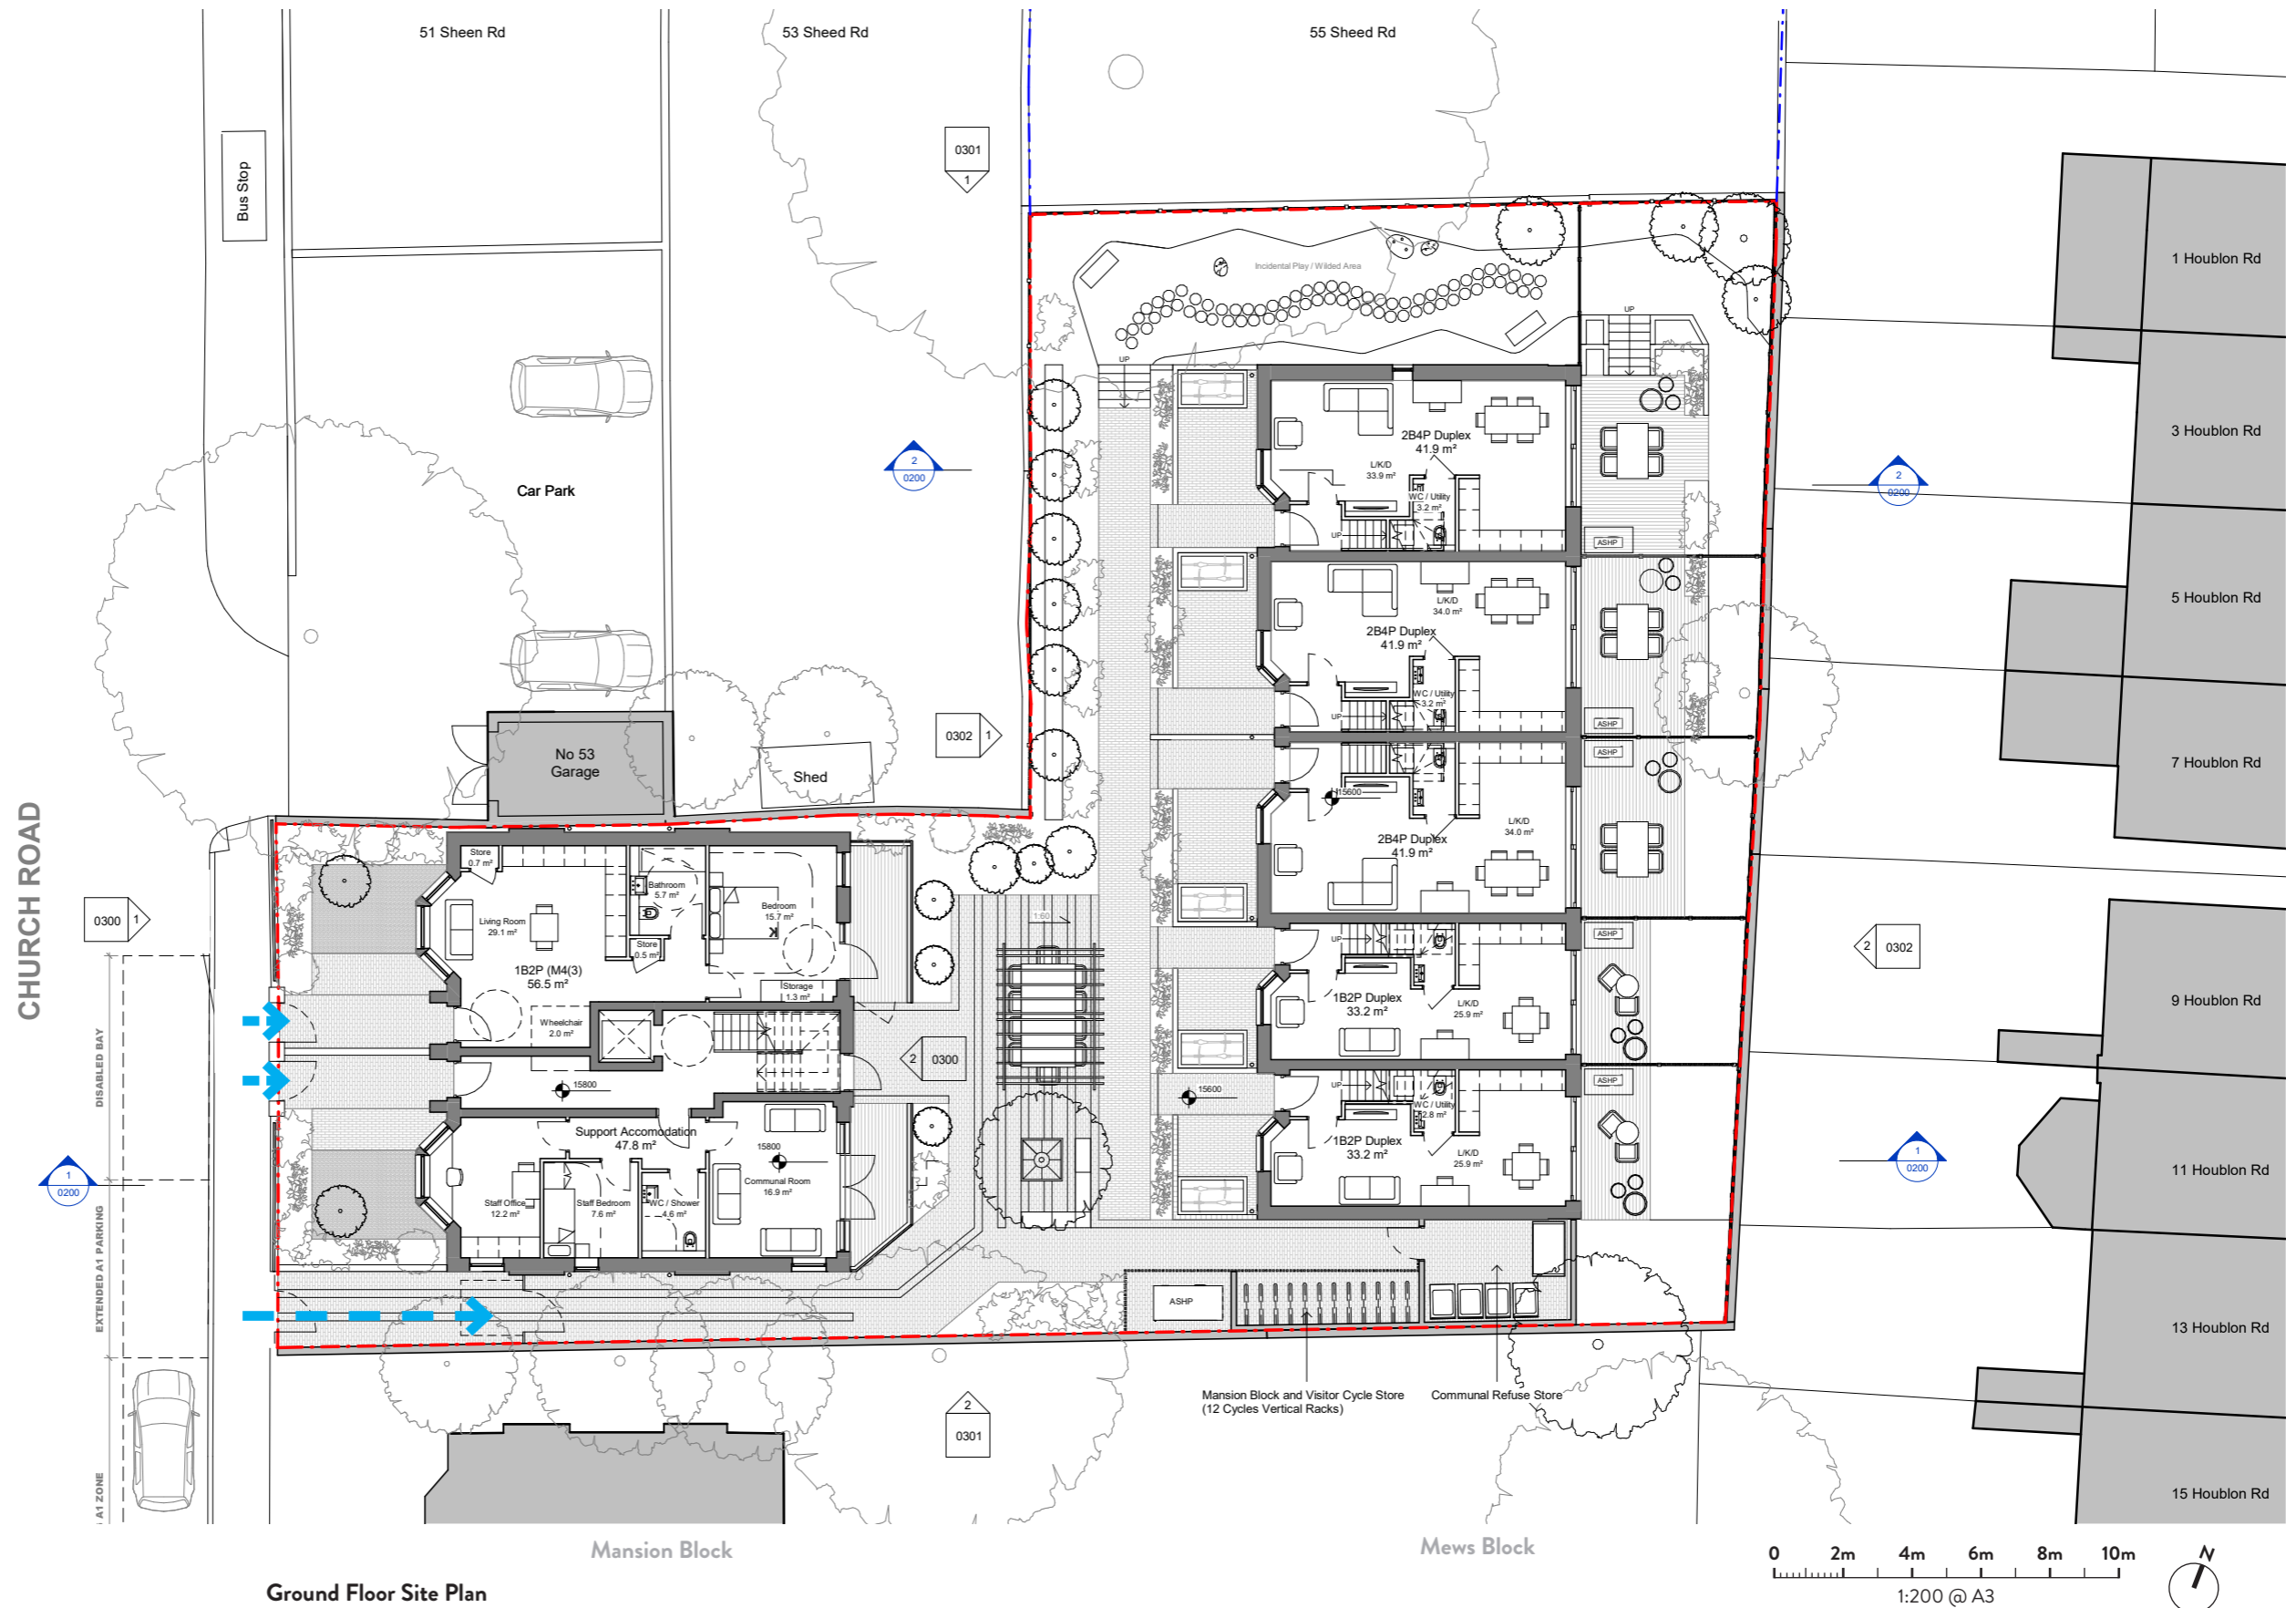 51 Sheen Rd
53 Sheed Rd
55 Sheed Rd
Bus Stop
0301
1
1 Houblon Rd
Incidental Play / Wilded Area
UP
UP
3 Houblon Rd
2B4P Duplex
41.9 m²
L/K/D
33.9 m²
WC / Utility
3.2 m²
UP
ASHP
2
0200
2
0200
Car Park
5 Houblon Rd
L/K/D
34.0 m²
2B4P Duplex
41.9 m²
WC / Utility
3.2 m²
UP
ASHP
0302
1
No 53
Garage
Shed
7 Houblon Rd
ASHP
15600
L/K/D
34.0 m²
2B4P Duplex
41.9 m²
CHURCH ROAD
0300
1
Store
0.7 m²
Bathroom
5.7 m²
Bedroom
15.7 m²
K
Living Room
29.1 m²
Store
0.5 m²
1B2P (M4(3)
56.5 m²
Storage
1.3 m²
Wheelchair
2.0 m²
1:60
UP
ASHP
1B2P Duplex
33.2 m²
L/K/D
25.9 m²
2
0302
9 Houblon Rd
DISABLED BAY
2
0300
15800
15600
UP
ASHP
WC / Utility
2.8 m²
1B2P Duplex
33.2 m²
L/K/D
25.9 m²
11 Houblon Rd
1
0200
1
0200
Support Accomodation
47.8 m²
15800
Communal Room
16.9 m²
Staff Office
12.2 m²
Staff Bedroom
7.6 m²
WC / Shower
4.6 m²
EXTENDED A1 PARKING
ASHP
13 Houblon Rd
Mansion Block and Visitor Cycle Store
(12 Cycles Vertical Racks)
Communal Refuse Store
2
0301
A1 ZONE
15 Houblon Rd
Mansion Block
Mews Block
0 2m 4m 6m 8m 10m
1:200 @ A3
N
Ground Floor Site Plan